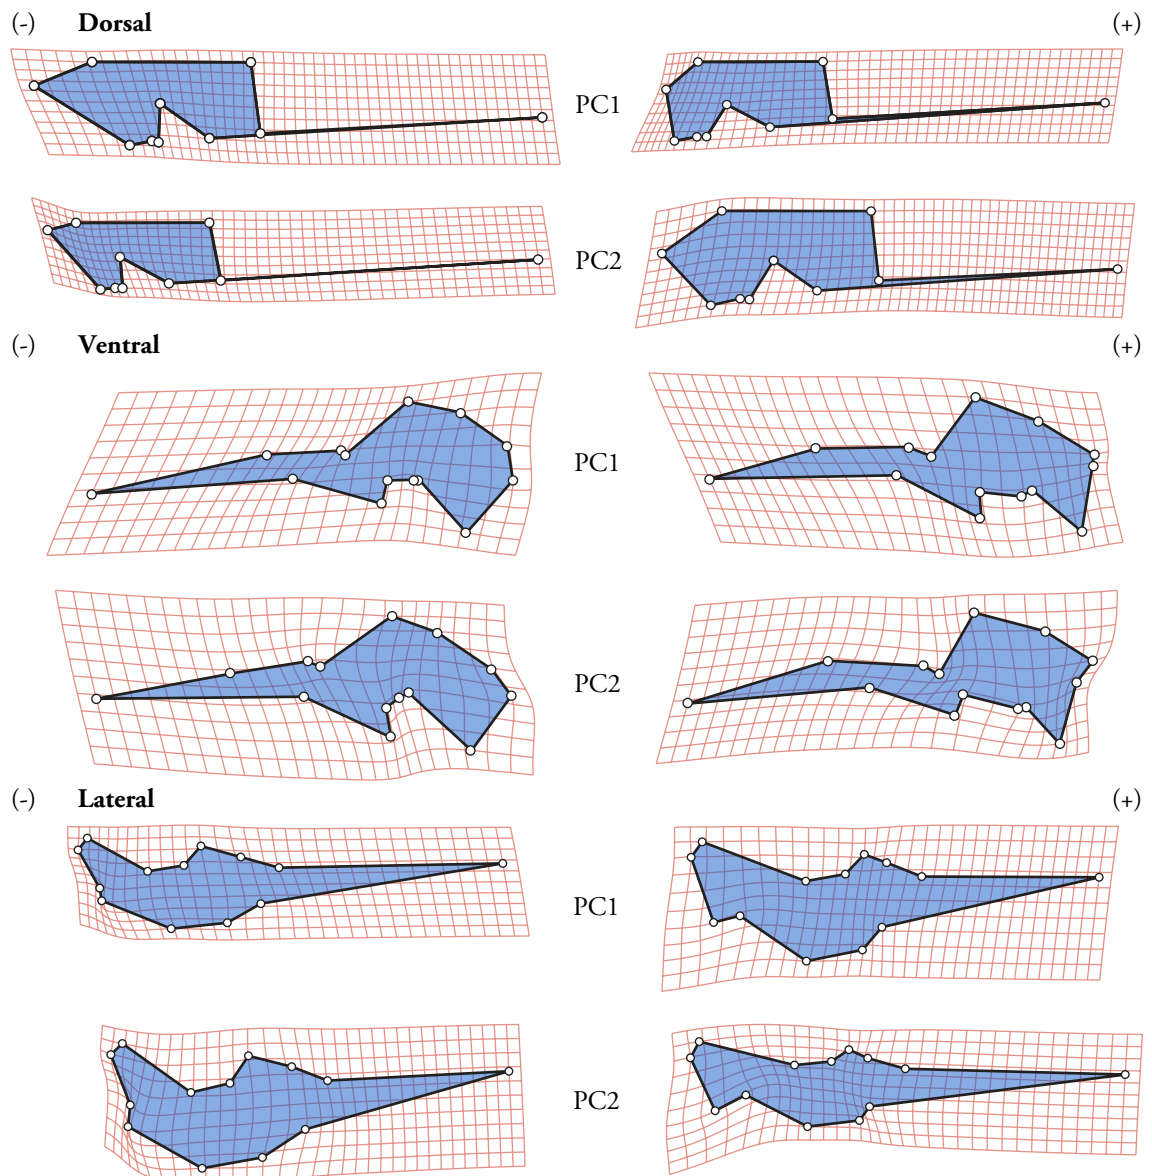 (-) Dorsal (+)
PC1
PC2
(-) Ventral (+)
PC1
PC2
(-) Lateral (+)
PC1
PC2